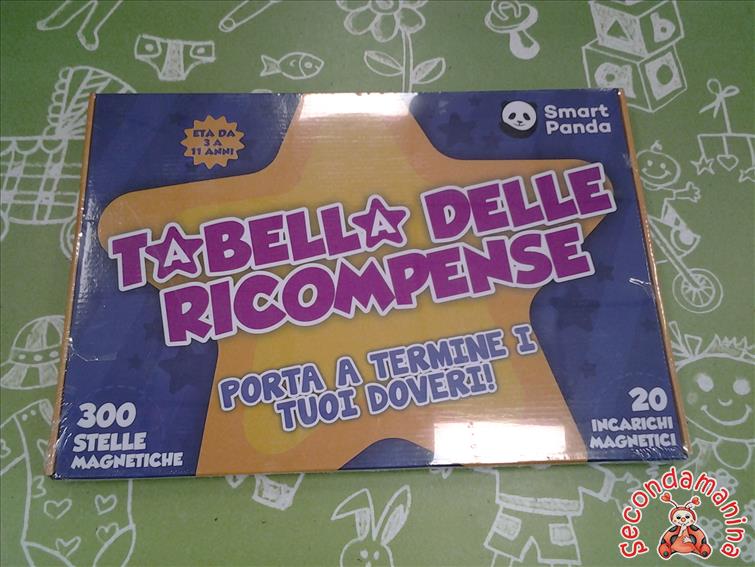 Smart
Panda
ETA DA
3 A
11 ANNI
TABELLA DELLE
RICOMPENSE
PORTA A TERMINE I
TUOI DOVERI!
300
STELLE
MAGNETICHE
20
INCARICHI
MAGNETICI
Secondamanina